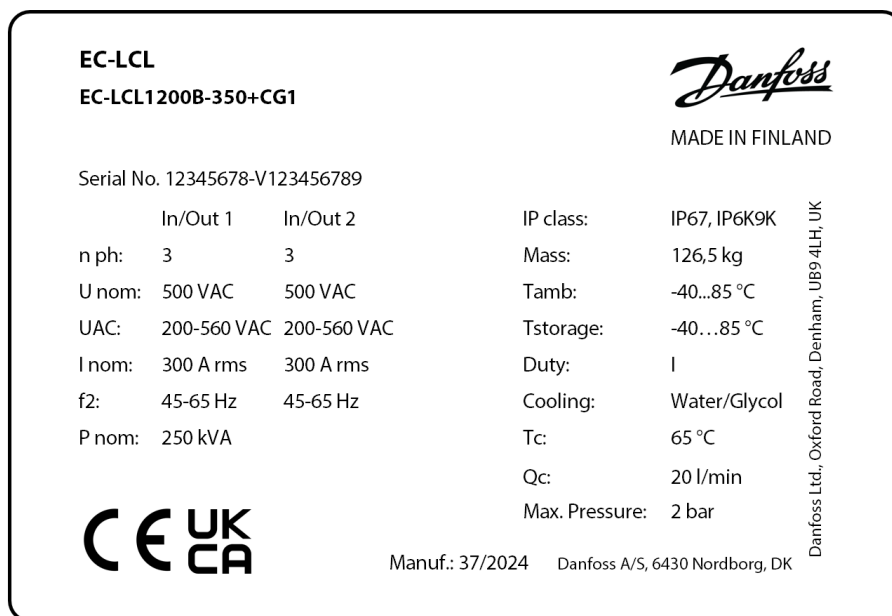 EC-LCL
EC-LCL1200B-350+CG1
Danfoss
MADE IN FINLAND
Serial No. 12345678-V123456789
In/Out 1 In/Out 2
n ph: 3 3
U nom: 500 VAC 500 VAC
UAC: 200-560 VAC 200-560 VAC
I nom: 300 A rms 300 A rms
f2: 45-65 Hz 45-65 Hz
P nom: 250 kVA
IP class: IP67, IP6K9K
Mass: 126,5 kg
Tamb: -40...85 °C
Tstorage: -40…85 °C
Duty: I
Cooling: Water/Glycol
Tc: 65 °C
Qc: 20 l/min
Max. Pressure: 2 bar
Danfoss Ltd., Oxford Road, Denham, UB9 4LH, UK
CE UK
CA
Manuf.: 37/2024 Danfoss A/S, 6430 Nordborg, DK